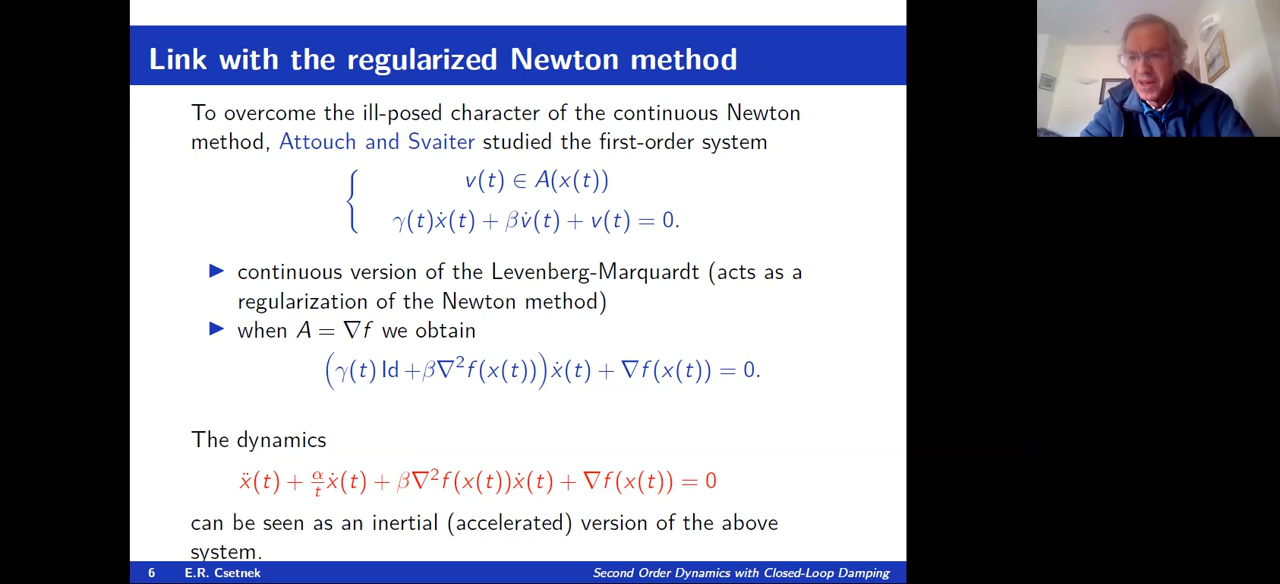 Link with the regularized Newton method
To overcome the ill-posed character of the continuous Newton
method, Attouch and Svaiter studied the first-order system
v(t) ∈ A(x(t))
γ(t)ẋ(t) + βv̇(t) + v(t) = 0.
▶ continuous version of the Levenberg-Marquardt (acts as a
regularization of the Newton method)
▶ when A = ∇f we obtain
(γ(t) Id +β∇²f(x(t)))ẋ(t) + ∇f(x(t)) = 0.
The dynamics
ẍ(t) + α/t ẋ(t) + β∇²f(x(t))ẋ(t) + ∇f(x(t)) = 0
can be seen as an inertial (accelerated) version of the above
system.
6 E.R. Csetnek Second Order Dynamics with Closed-Loop Damping